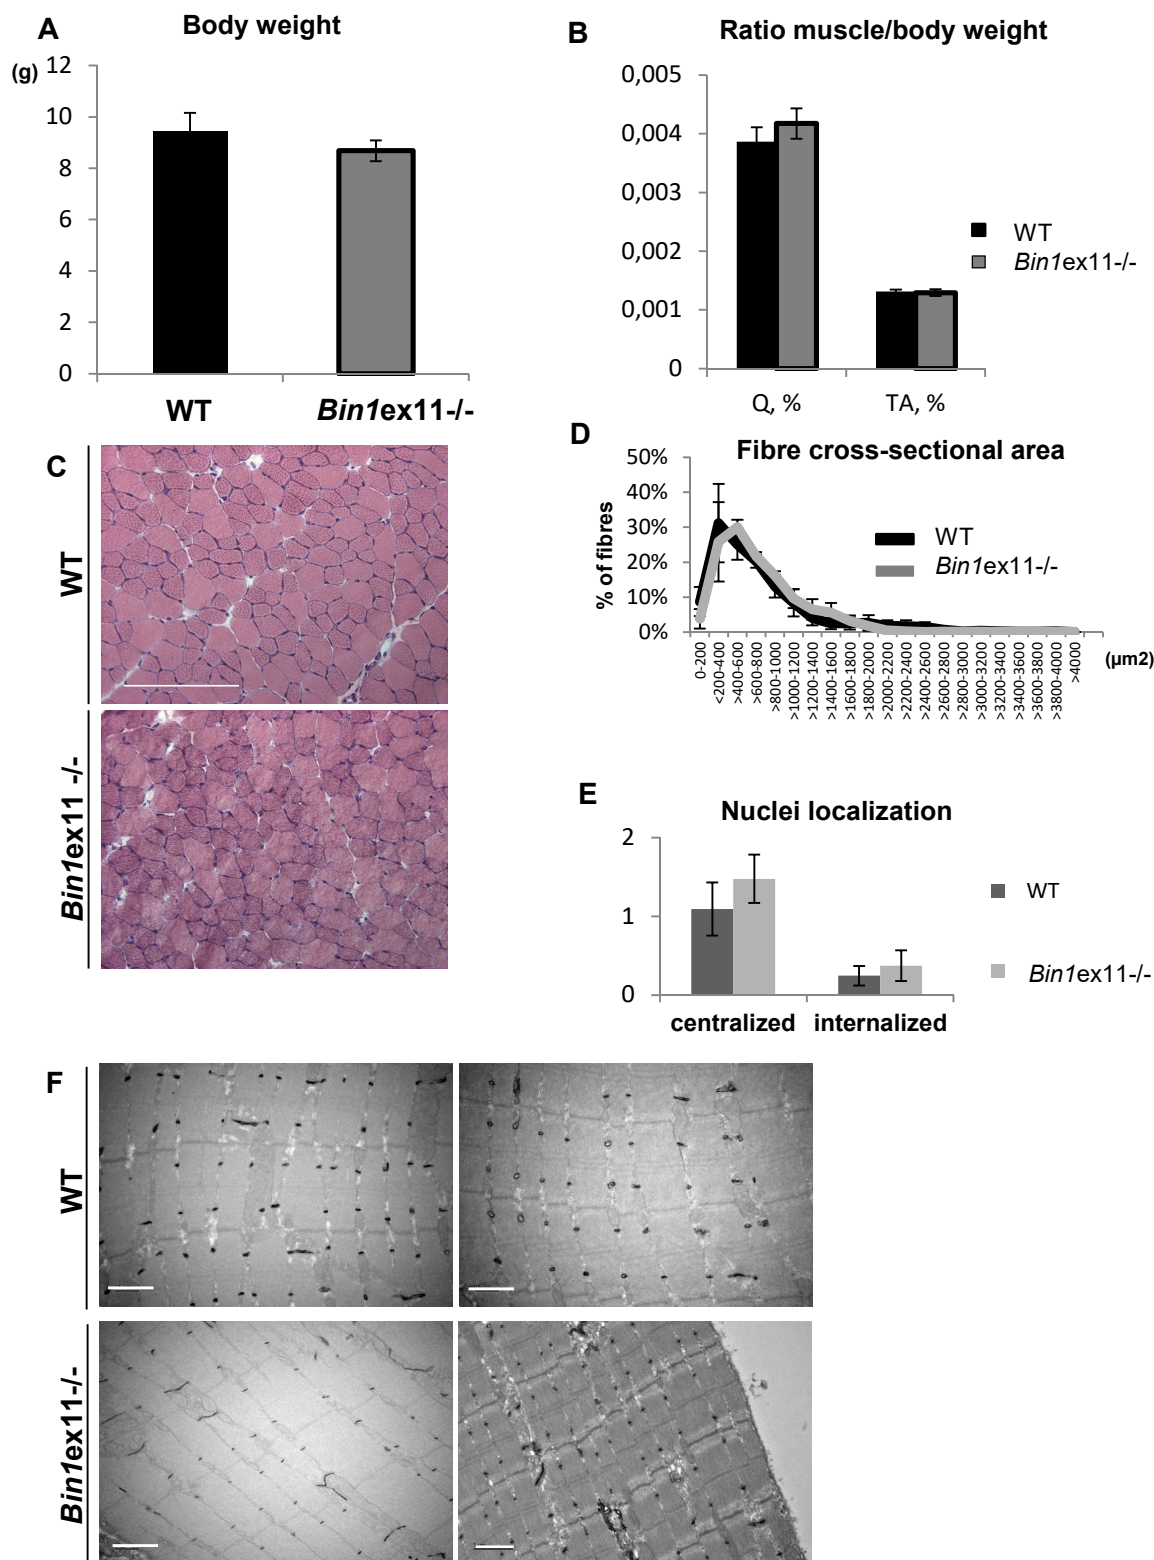 A
Body weight
(g)
12
10
8
6
4
2
0
WT
Bin1ex11-/-
B
Ratio muscle/body weight
0,005
0,004
0,003
0,002
0,001
0
Q, %
TA, %
WT
Bin1ex11-/-
C
WT
Bin1ex11 -/-
D
Fibre cross-sectional area
% of fibres
50%
40%
30%
20%
10%
0%
WT
Bin1ex11-/-
0-200
<200-400
>400-600
>600-800
>800-1000
>1000-1200
>1200-1400
>1400-1600
>1600-1800
>1800-2000
>2000-2200
>2200-2400
>2400-2600
>2600-2800
>2800-3000
>3000-3200
>3200-3400
>3400-3600
>3600-3800
>3800-4000
>4000
(µm2)
E
Nuclei localization
2
1
0
centralized
internalized
WT
Bin1ex11-/-
F
WT
Bin1ex11-/-